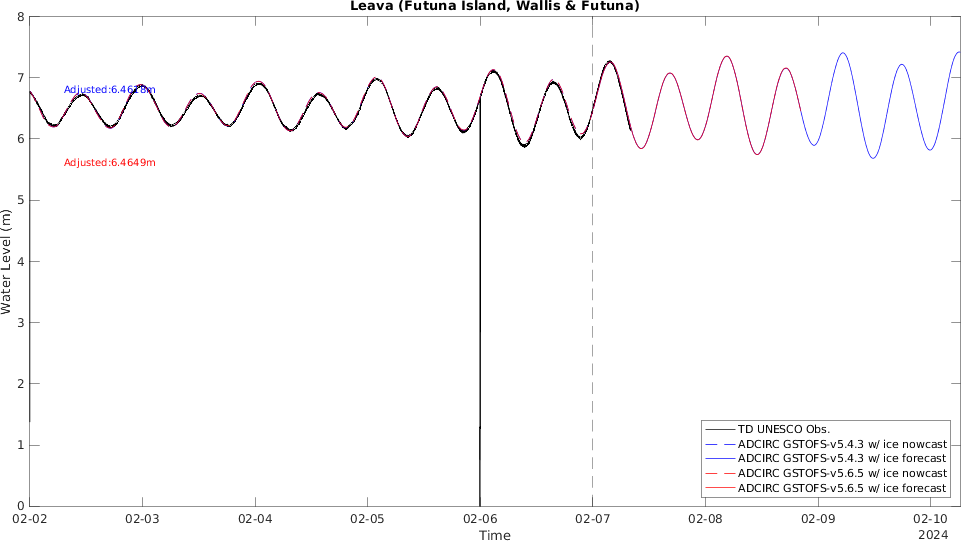 Leava (Futuna Island, Wallis & Futuna)
8
7
6
5
4
3
2
1
0
Water Level (m)
Adjusted:6.4649m
TD UNESCO Obs.
ADCIRC GSTOFS-v5.4.3 w/ ice nowcast
ADCIRC GSTOFS-v5.4.3 w/ ice forecast
ADCIRC GSTOFS-v5.6.5 w/ ice nowcast
ADCIRC GSTOFS-v5.6.5 w/ ice forecast
02-02 02-03 02-04 02-05 02-06 02-07 02-08 02-09 02-10
Time
2024